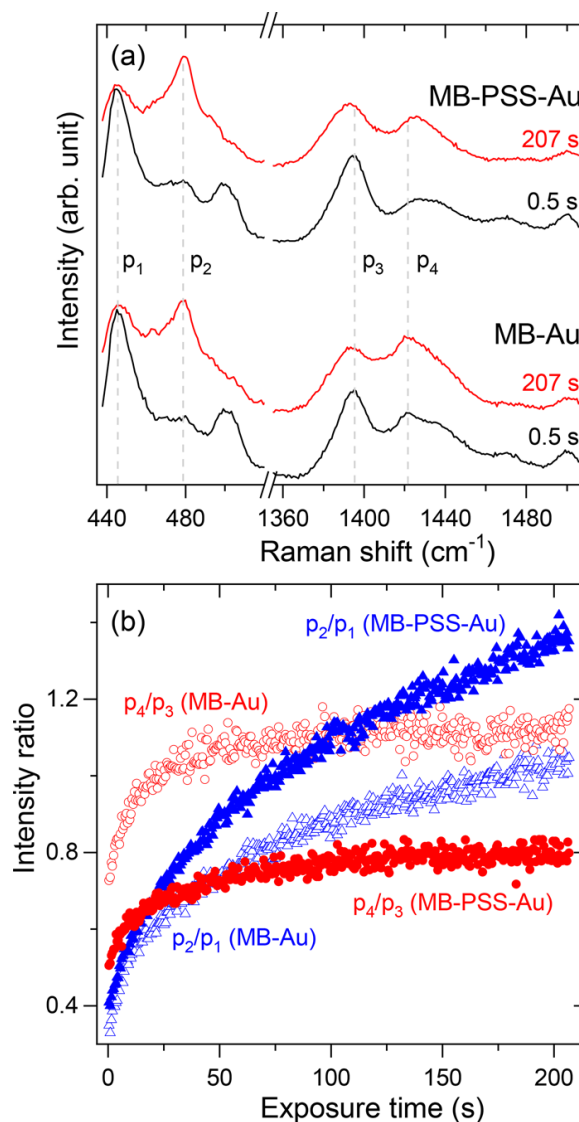 (a)
MB-PSS-Au
207 s
0.5 s
p₁ p₂ p₃ p₄
MB-Au
207 s
0.5 s
Intensity (arb. unit)
440 480 1360 1400 1440 1480
Raman shift (cm⁻¹)
(b)
p₂/p₁ (MB-PSS-Au)
p₄/p₃ (MB-Au)
p₄/p₃ (MB-PSS-Au)
p₂/p₁ (MB-Au)
1.2
0.8
0.4
Intensity ratio
0 50 100 150 200
Exposure time (s)